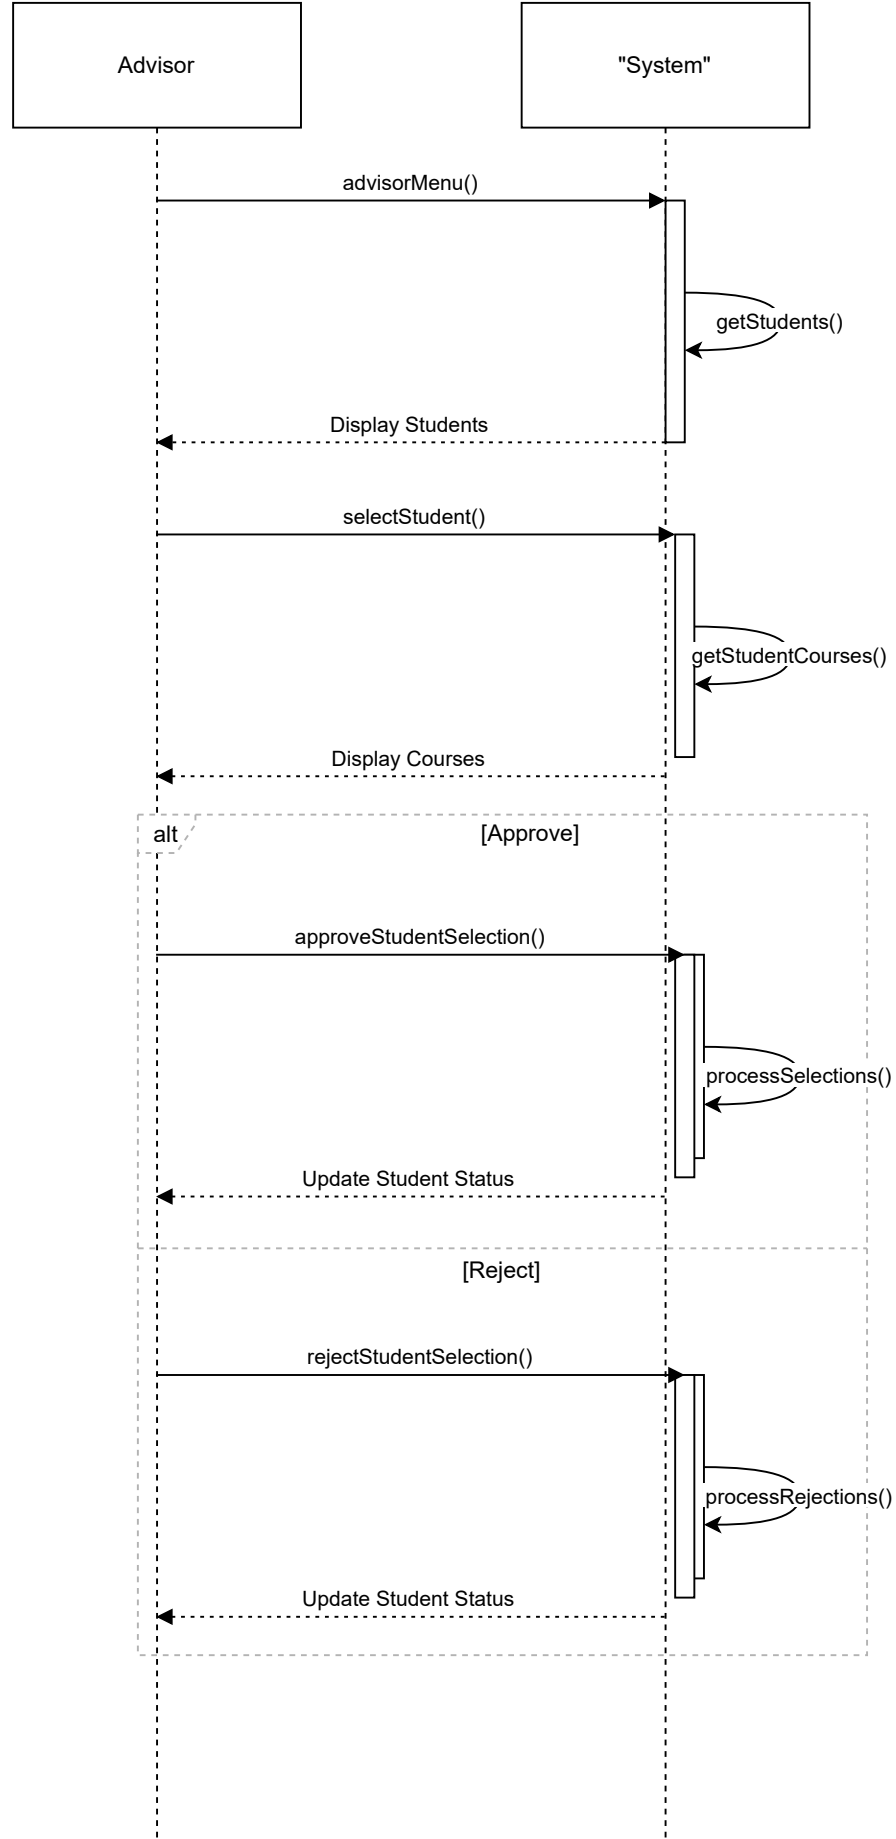 Advisor
"System"
advisorMenu()
getStudents()
Display Students
selectStudent()
getStudentCourses()
Display Courses
alt
[Approve]
approveStudentSelection()
processSelections()
Update Student Status
[Reject]
rejectStudentSelection()
processRejections()
Update Student Status